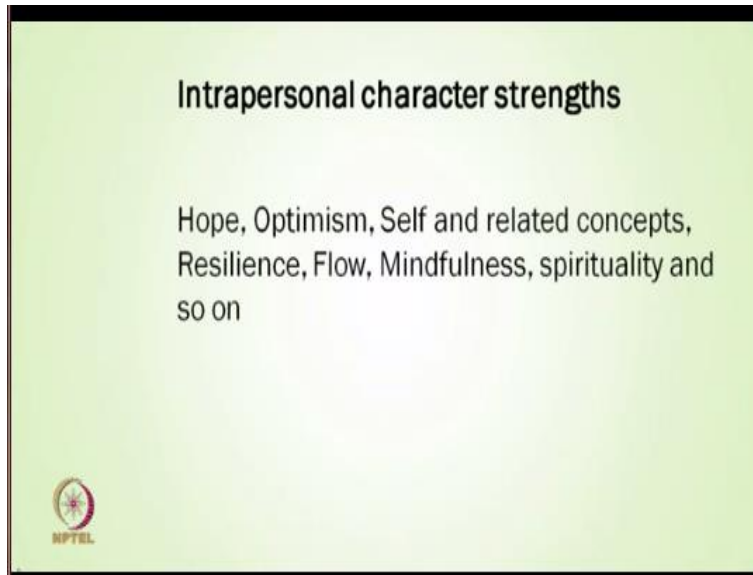 Intrapersonal character strengths
Hope, Optimism, Self and related concepts,
Resilience, Flow, Mindfulness, spirituality and
so on
NPTEL